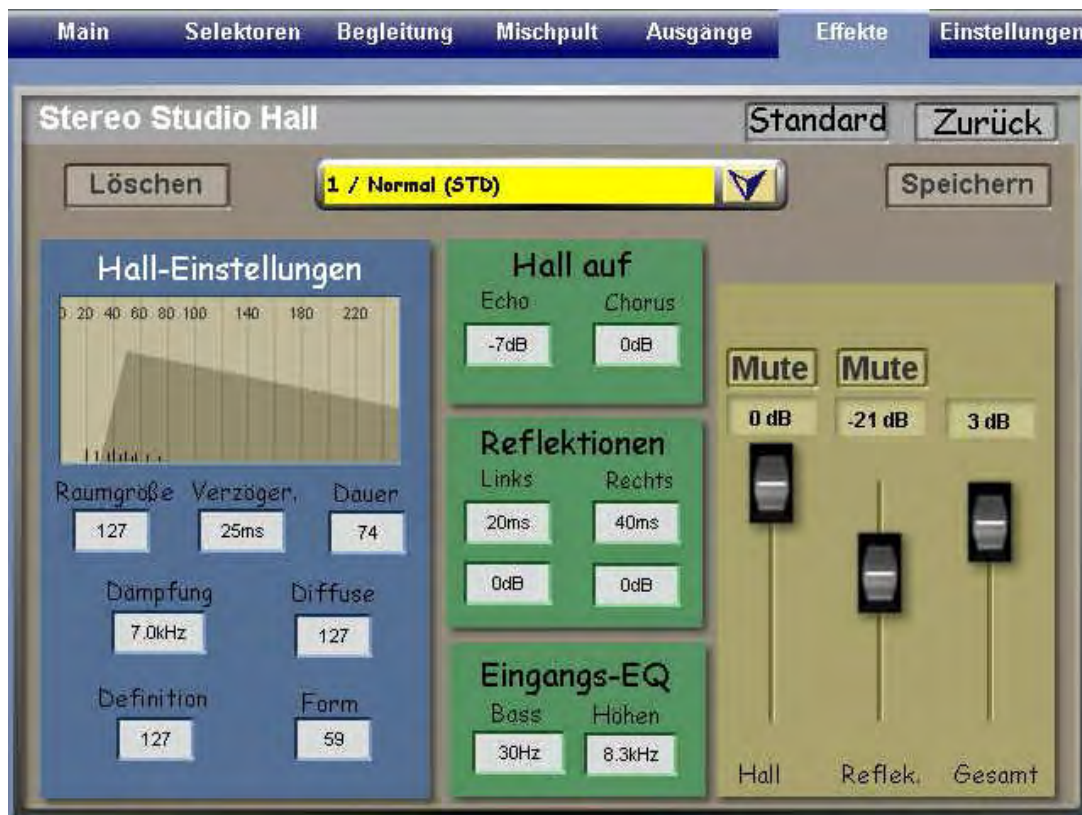 Main Selektoren Begleitung Mischpult Ausgänge Effekte Einstellungen
Stereo Studio Hall Standard Zurück
Löschen 1 / Normal (STD) Speichern
Hall-Einstellungen
0 20 40 60 80 100 140 180 220
Raumgröße Verzöger. Dauer
127 25ms 74
Dämpfung Diffuse
7.0kHz 127
Definition Form
127 59
Hall auf
Echo Chorus
-7dB 0dB
Reflektionen
Links Rechts
20ms 40ms
0dB 0dB
Eingangs-EQ
Bass Höhen
30Hz 8.3kHz
Mute Mute
0 dB -21 dB 3 dB
Hall Reflek. Gesamt